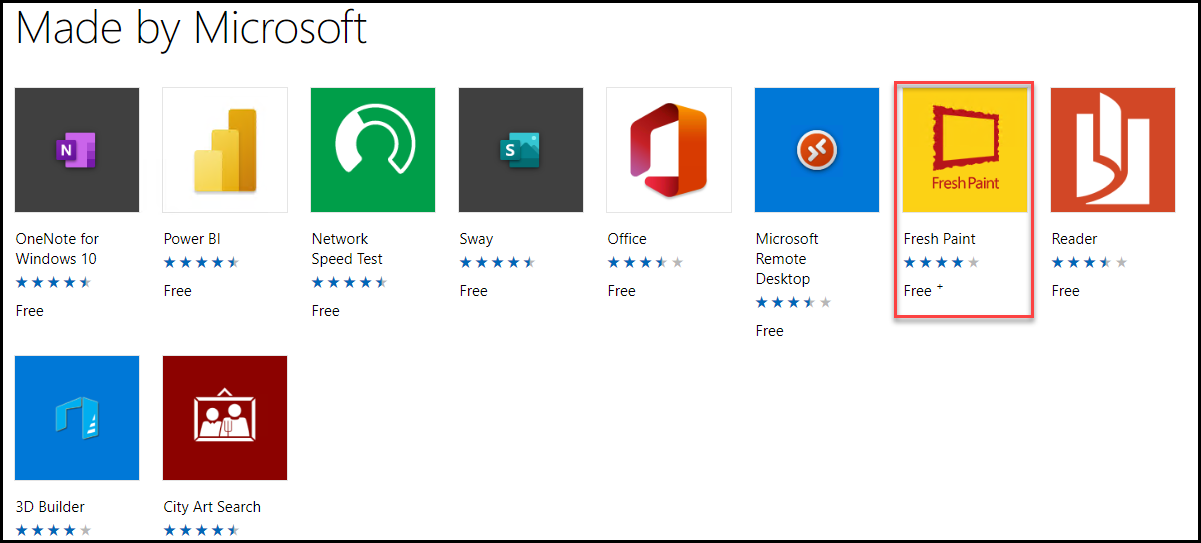 Made by Microsoft
N
S
Fresh Paint
OneNote for
Windows 10
Free
Power BI
Free
Network
Speed Test
Free
Sway
Free
Office
Free
Microsoft
Remote
Desktop
Free
Fresh Paint
Free +
Reader
Free
3D Builder
City Art Search